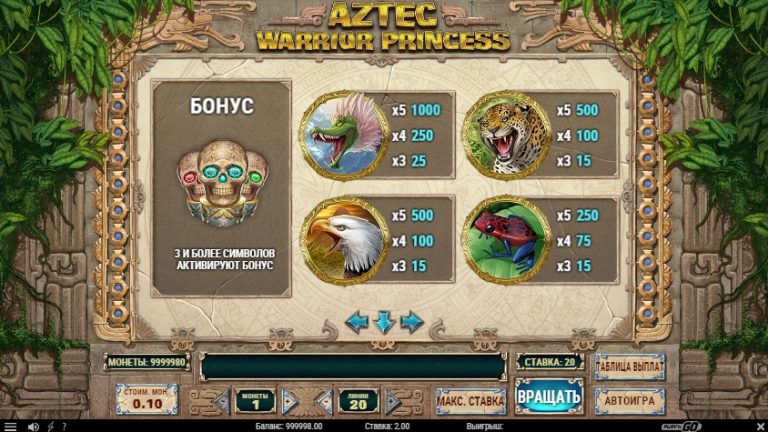 AZTEC
WARRIOR PRINCESS
БОНУС
3 И БОЛЕЕ СИМВОЛОВ
АКТИВИРУЮТ БОНУС
x5 1000
x4 250
x3 25
x5 500
x4 100
x3 15
x5 500
x4 100
x3 15
x5 250
x4 75
x3 15
МОНЕТЫ: 9999980
СТАВКА: 20
ТАБЛИЦА ВЫПЛАТ
СТОИМ. МОН.
0.10
МОНЕТЫ
1
ЛИНИИ
20
МАКС. СТАВКА
ВРАЩАТЬ
АВТОИГРА
Баланс: 999998.00 Ставка: 2.00 Выигрыш:
PLAY'N GO